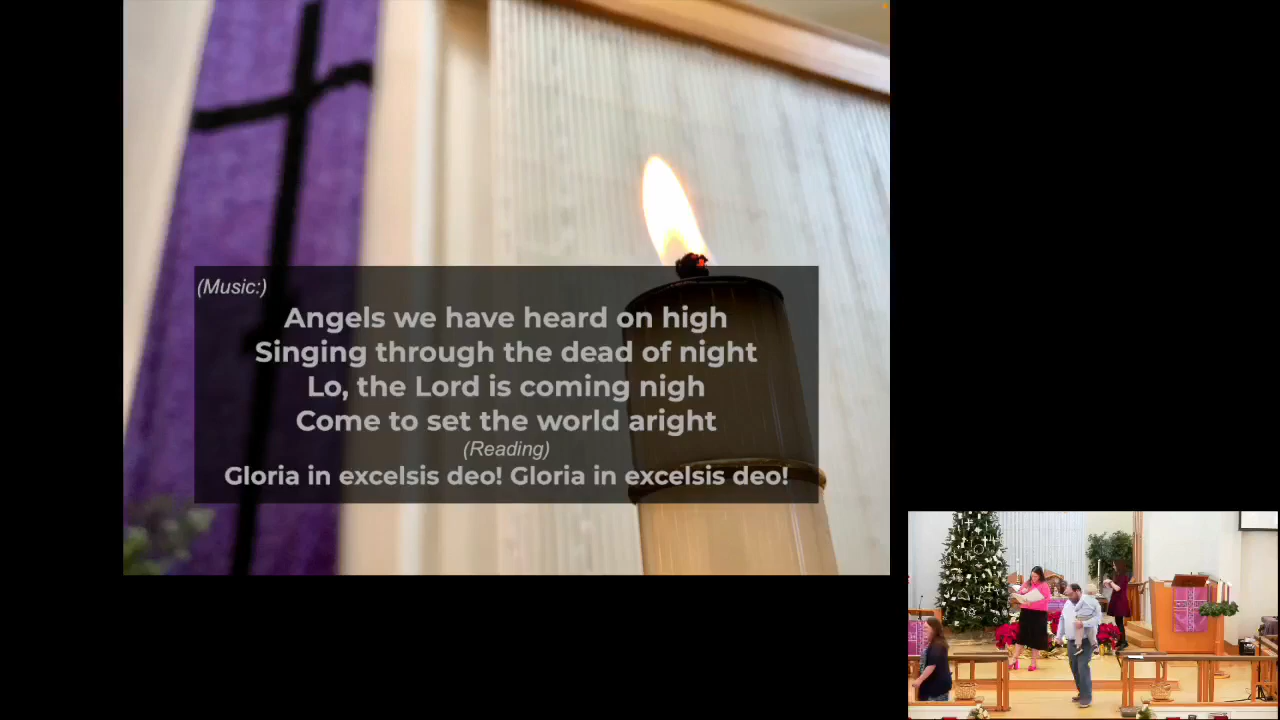 (Music:)
Angels we have heard on high
Singing through the dead of night
Lo, the Lord is coming nigh
Come to set the world aright
(Reading)
Gloria in excelsis deo! Gloria in excelsis deo!